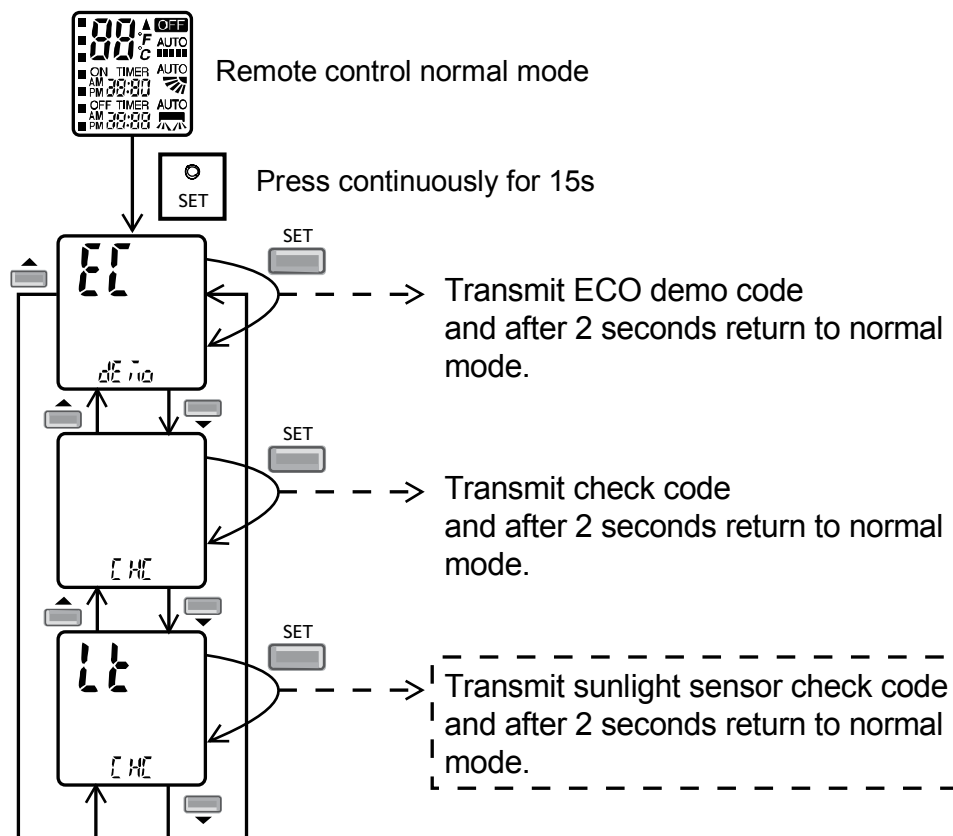 88 °F °C OFF
AUTO
ON TIMER AUTO
AM PM 38:80
OFF TIMER AUTO
AM PM 38:88
Remote control normal mode
SET
Press continuously for 15s
EC
dEmo
SET
Transmit ECO demo code
and after 2 seconds return to normal
mode.
CHC
SET
Transmit check code
and after 2 seconds return to normal
mode.
Lt
CHC
SET
Transmit sunlight sensor check code
and after 2 seconds return to normal
mode.